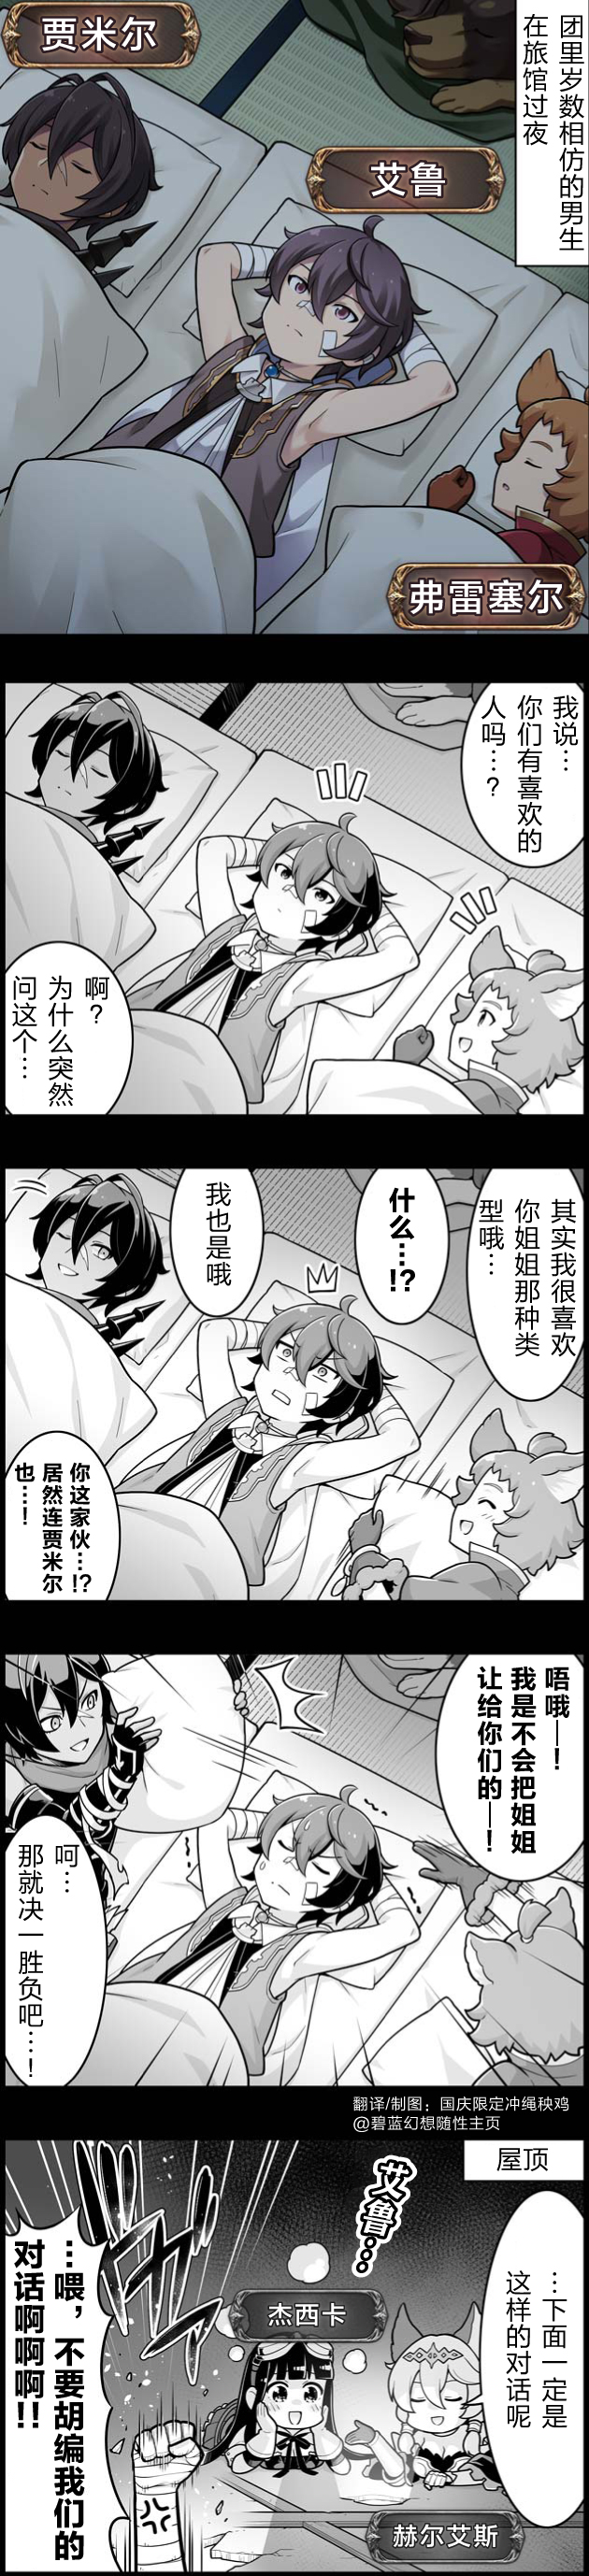 团里岁数相仿的男生
在旅馆过夜
贾米尔
艾鲁
弗雷塞尔
我说…
你们有喜欢的
人吗…?
啊?
为什么突然
问这个…
其实我很喜欢
你姐姐那种类
型哦…
什么…!?
我也是哦
你这家伙…!?
居然连贾米尔
也…!
唔哦—!
我是不会把姐姐
让给你们的—!
呵…
那就决一胜负吧…!
翻译/制图：国庆限定冲绳秧鸡
@碧蓝幻想随性主页
屋顶
…下面一定是
这样的对话呢
艾鲁…
杰西卡
赫尔艾斯
…喂，不要胡编我们的
对话啊啊啊!!